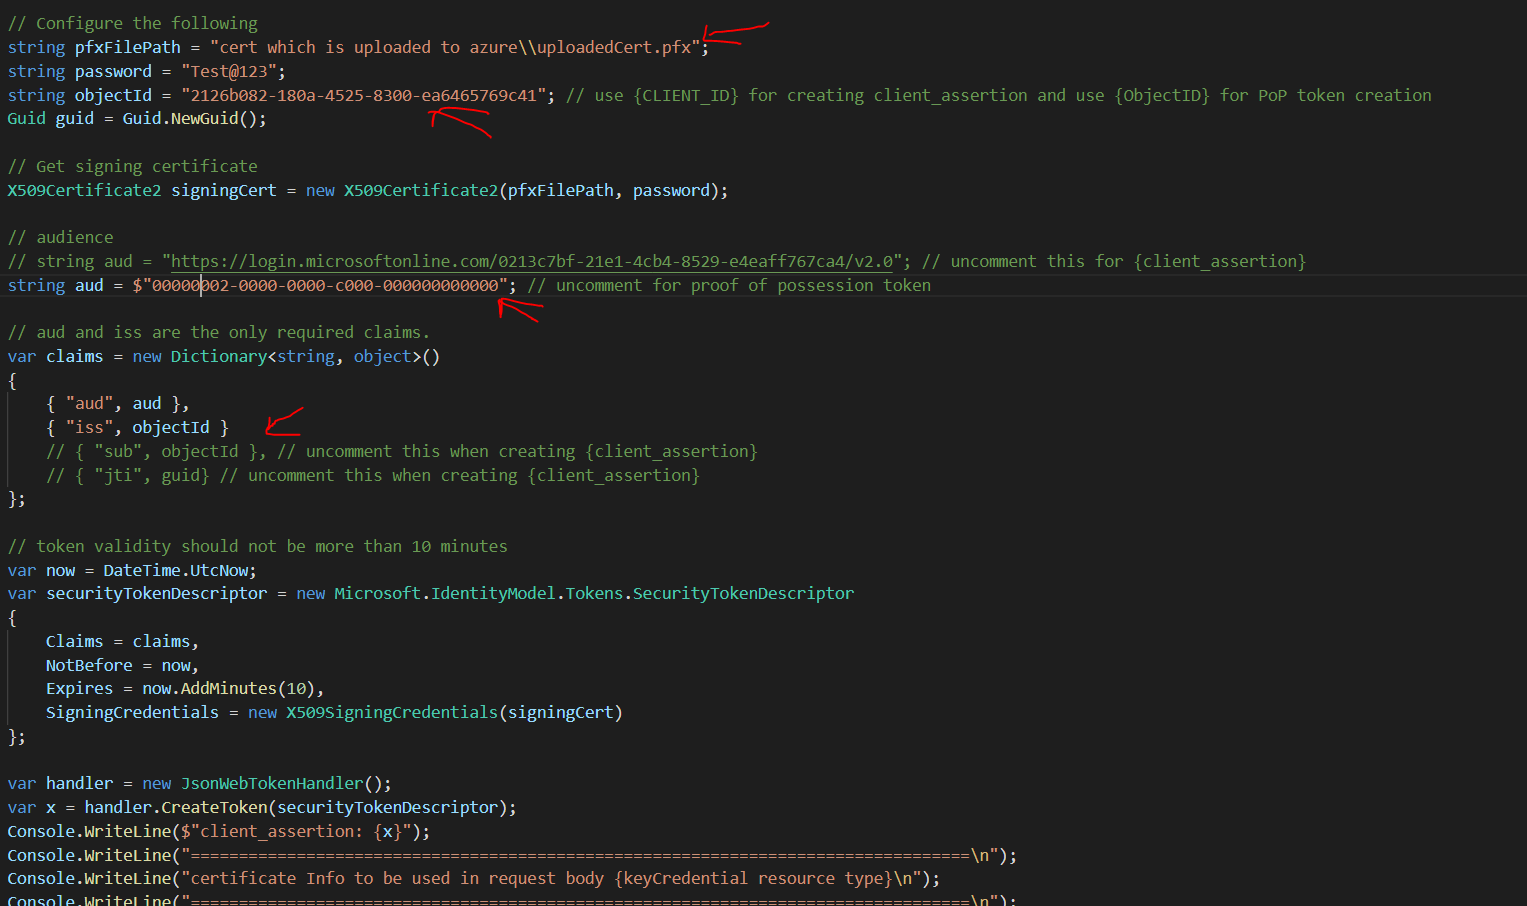 // Configure the following
string pfxFilePath = "cert which is uploaded to azure\\uploadedCert.pfx";
string password = "Test@123";
string objectId = "2126b082-180a-4525-8300-ea6465769c41"; // use {CLIENT_ID} for creating client_assertion and use {ObjectID} for PoP token creation
Guid guid = Guid.NewGuid();
// Get signing certificate
X509Certificate2 signingCert = new X509Certificate2(pfxFilePath, password);
// audience
// string aud = "https://login.microsoftonline.com/0213c7bf-21e1-4cb4-8529-e4eaff767ca4/v2.0"; // uncomment this for {client_assertion}
string aud = $"00000002-0000-0000-c000-000000000000"; // uncomment for proof of possession token
// aud and iss are the only required claims.
var claims = new Dictionary<string, object>()
{
{ "aud", aud },
{ "iss", objectId }
// { "sub", objectId }, // uncomment this when creating {client_assertion}
// { "jti", guid} // uncomment this when creating {client_assertion}
};
// token validity should not be more than 10 minutes
var now = DateTime.UtcNow;
var securityTokenDescriptor = new Microsoft.IdentityModel.Tokens.SecurityTokenDescriptor
{
Claims = claims,
NotBefore = now,
Expires = now.AddMinutes(10),
SigningCredentials = new X509SigningCredentials(signingCert)
};
var handler = new JsonWebTokenHandler();
var x = handler.CreateToken(securityTokenDescriptor);
Console.WriteLine($"client_assertion: {x}");
Console.WriteLine("=================================================================================\n");
Console.WriteLine("certificate Info to be used in request body {keyCredential resource type}\n");
Console.WriteLine("=================================================================================\n");